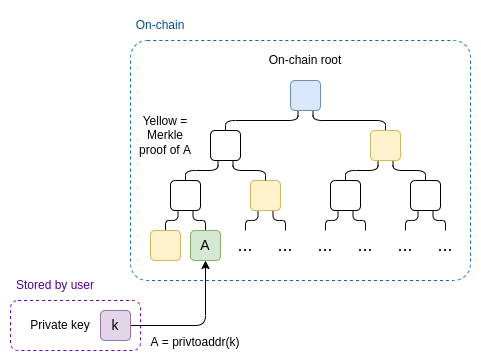 On-chain
On-chain root
Yellow =
Merkle
proof of A
A
... ... ... ... ... ...
Stored by user
Private key
k
A = privtoaddr(k)